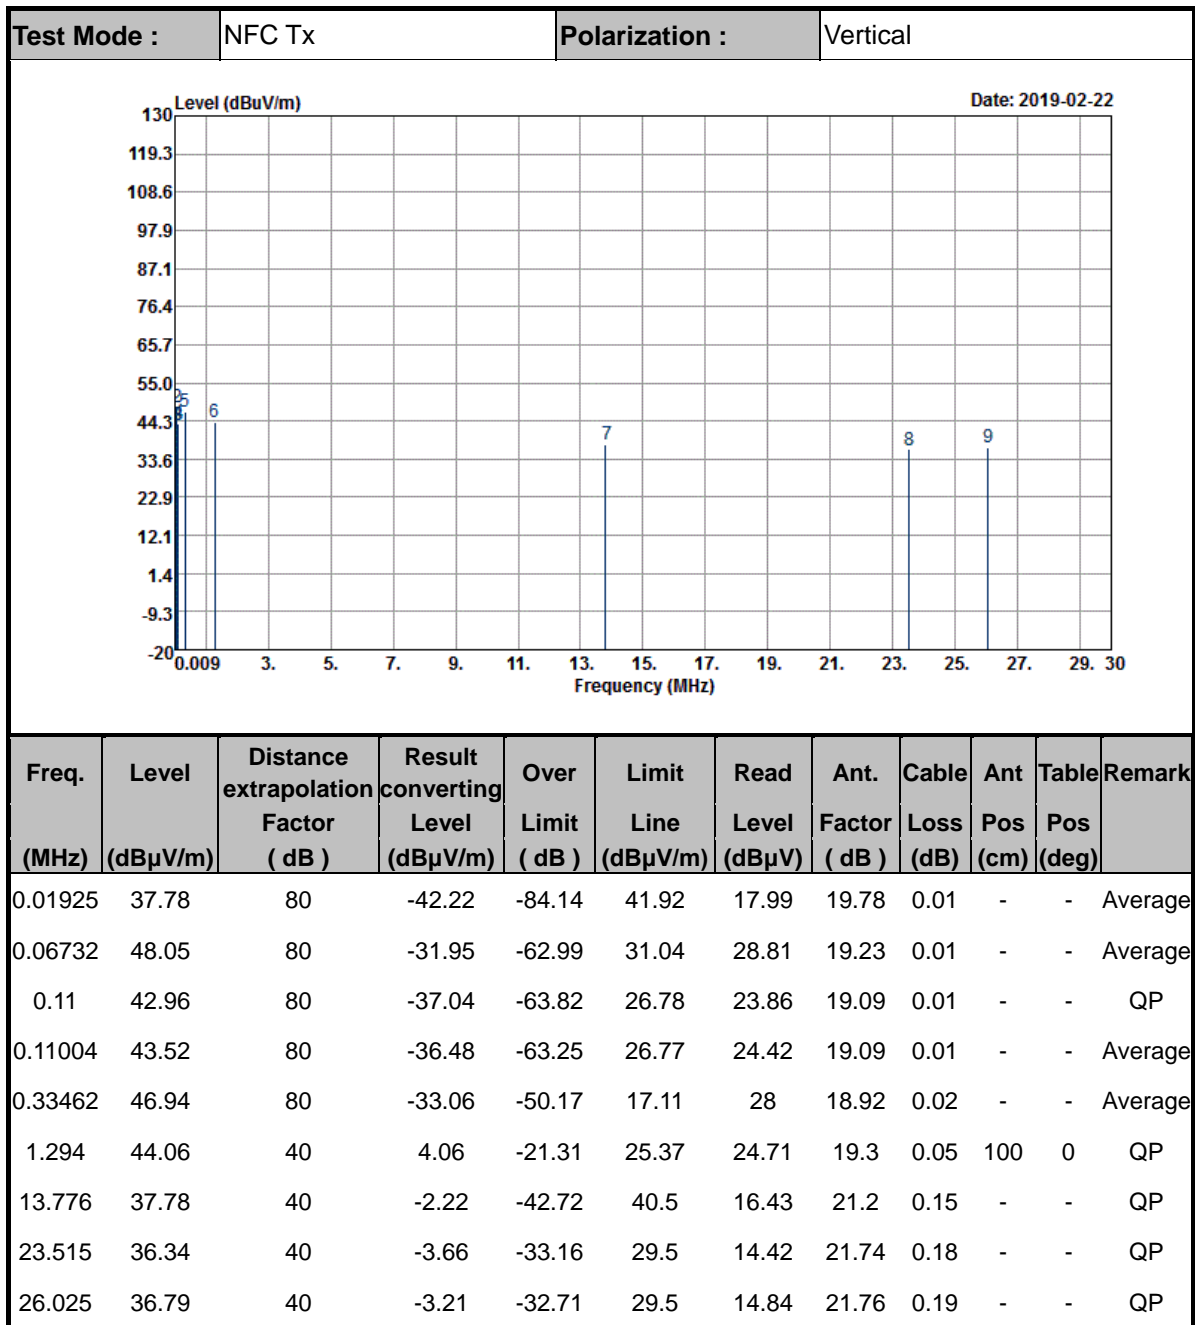 Test Mode : NFC Tx Polarization : Vertical
Level (dBuV/m) Date: 2019-02-22
130
119.3
108.6
97.9
87.1
76.4
65.7
55.0
44.3
33.6
22.9
12.1
1.4
-9.3
-20
2
5
6
7
8
9
0.009 3. 5. 7. 9. 11. 13. 15. 17. 19. 21. 23. 25. 27. 29. 30
Frequency (MHz)
Freq. Level Distance extrapolation Result converting Over Limit Read Ant. Cable Ant Table Remark
Factor Level Limit Line Level Factor Loss Pos Pos
(MHz) (dBμV/m) ( dB ) (dBμV/m) ( dB ) (dBμV/m) (dBμV) ( dB ) (dB) (cm) (deg)
0.01925 37.78 80 -42.22 -84.14 41.92 17.99 19.78 0.01 - - Average
0.06732 48.05 80 -31.95 -62.99 31.04 28.81 19.23 0.01 - - Average
0.11 42.96 80 -37.04 -63.82 26.78 23.86 19.09 0.01 - - QP
0.11004 43.52 80 -36.48 -63.25 26.77 24.42 19.09 0.01 - - Average
0.33462 46.94 80 -33.06 -50.17 17.11 28 18.92 0.02 - - Average
1.294 44.06 40 4.06 -21.31 25.37 24.71 19.3 0.05 100 0 QP
13.776 37.78 40 -2.22 -42.72 40.5 16.43 21.2 0.15 - - QP
23.515 36.34 40 -3.66 -33.16 29.5 14.42 21.74 0.18 - - QP
26.025 36.79 40 -3.21 -32.71 29.5 14.84 21.76 0.19 - - QP